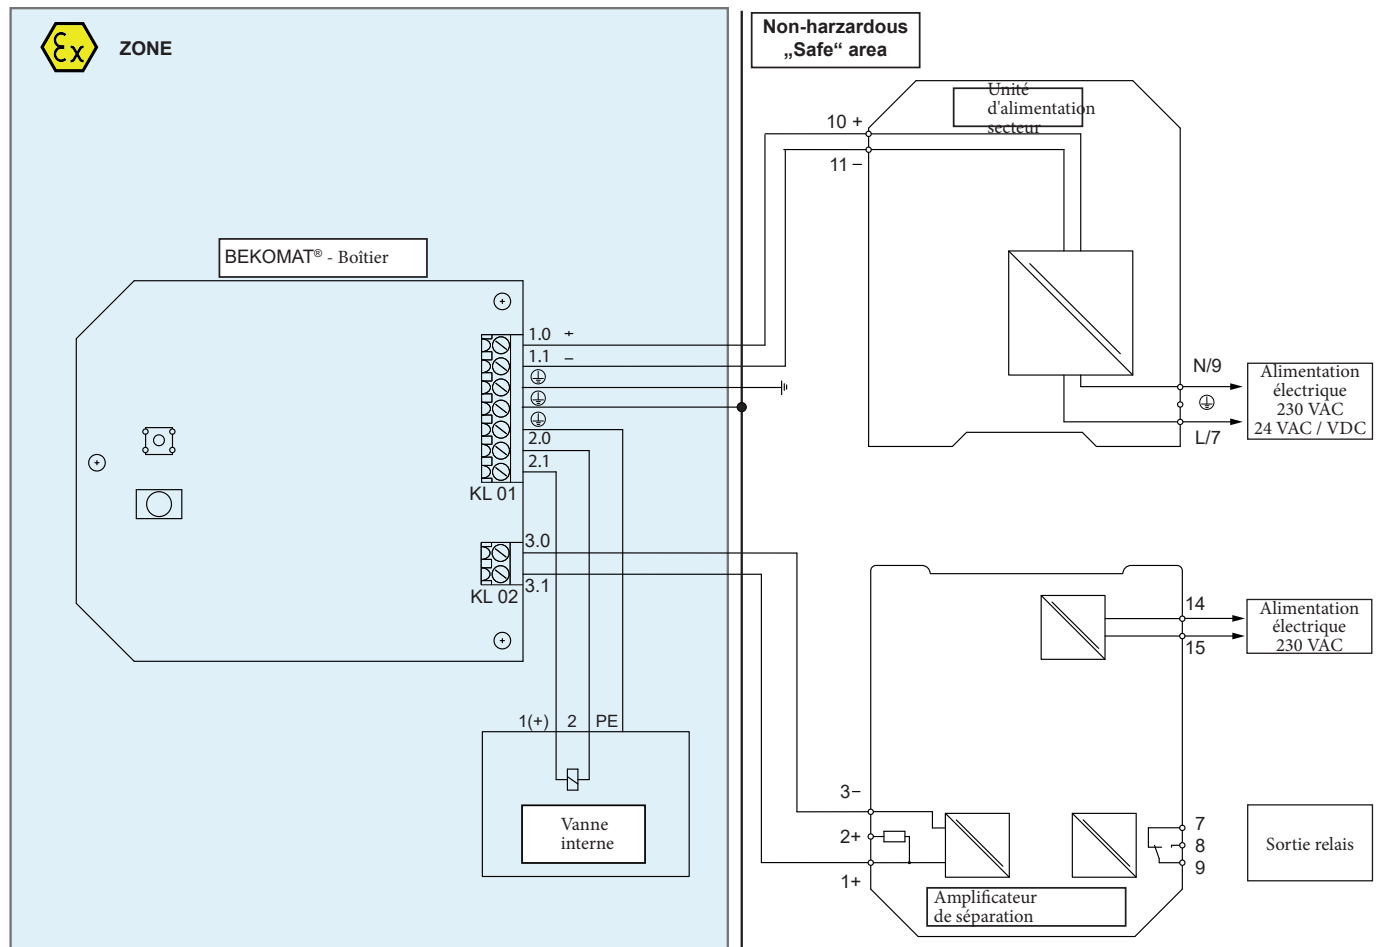 Ex ZONE
Non-harzardous
„Safe“ area
Unité
d'alimentation
secteur
10 +
11 –
BEKOMAT® - Boîtier
1.0 +
1.1 –
2.0
2.1
KL 01
3.0
3.1
KL 02
N/9
L/7
Alimentation
électrique
230 VAC
24 VAC / VDC
14
15
Alimentation
électrique
230 VAC
1(+) 2 PE
Vanne
interne
3–
2+
1+
7
8
9
Sortie relais
Amplificateur
de séparation